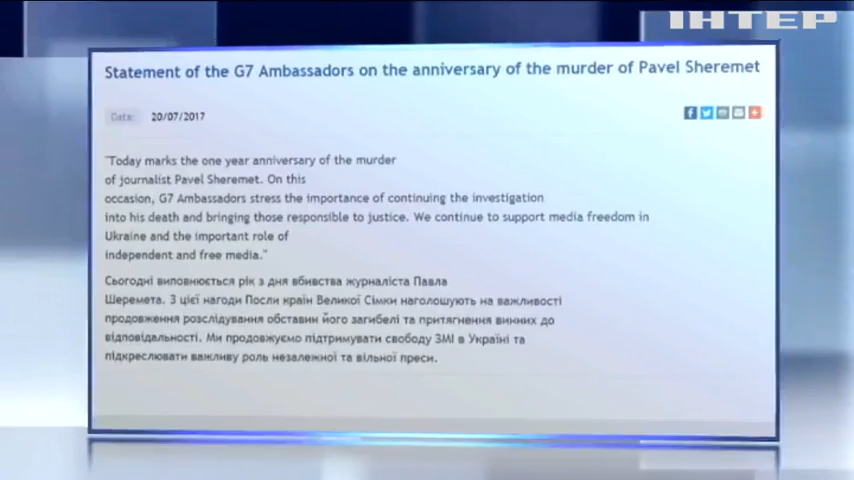 ІНТЕР
Statement of the G7 Ambassadors on the anniversary of the murder of Pavel Sheremet
Date: 20/07/2017
"Today marks the one year anniversary of the murder
of journalist Pavel Sheremet. On this
occasion, G7 Ambassadors stress the importance of continuing the investigation
into his death and bringing those responsible to justice. We continue to support media freedom in
Ukraine and the important role of
independent and free media."
Сьогодні виповнюється рік з дня вбивства журналіста Павла
Шеремета. З цієї нагоди Посли країн Великої Сімки наголошують на важливості
продовження розслідування обставин його загибелі та притягнення винних до
відповідальності. Ми продовжуємо підтримувати свободу ЗМІ в Україні та
підкреслювати важливу роль незалежної та вільної преси.